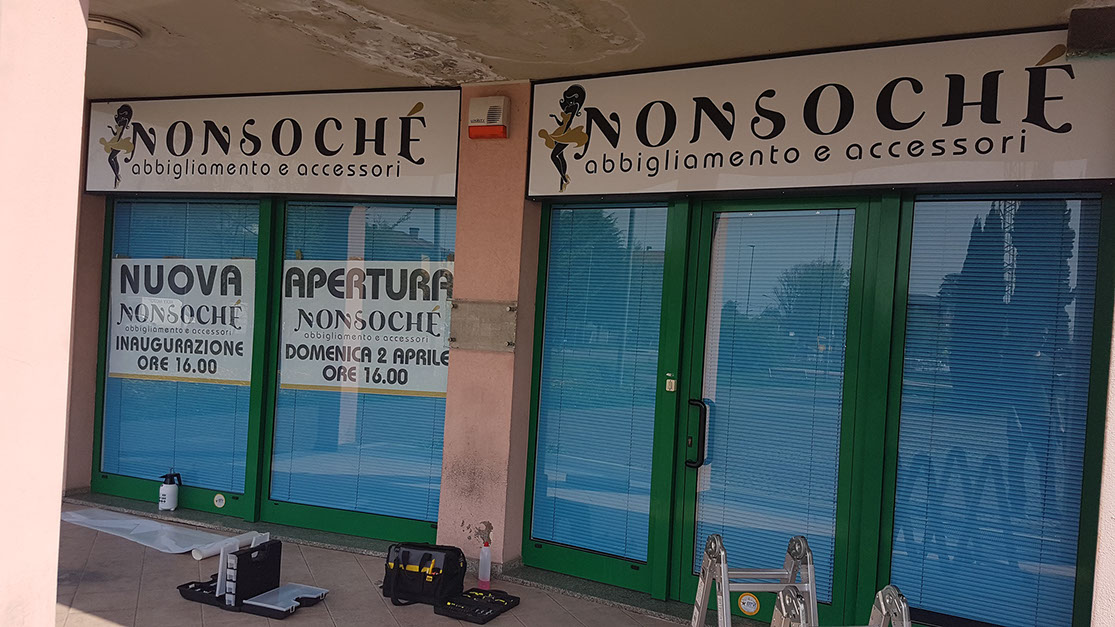 NONSOCHÉ
abbigliamento e accessori
NONSOCHÉ
abbigliamento e accessori
NUOVA
NONSOCHÉ
abbigliamento e accessori
INAUGURAZIONE
ORE 16.00
APERTURA
NONSOCHÉ
abbigliamento e accessori
DOMENICA 2 APRILE
ORE 16.00